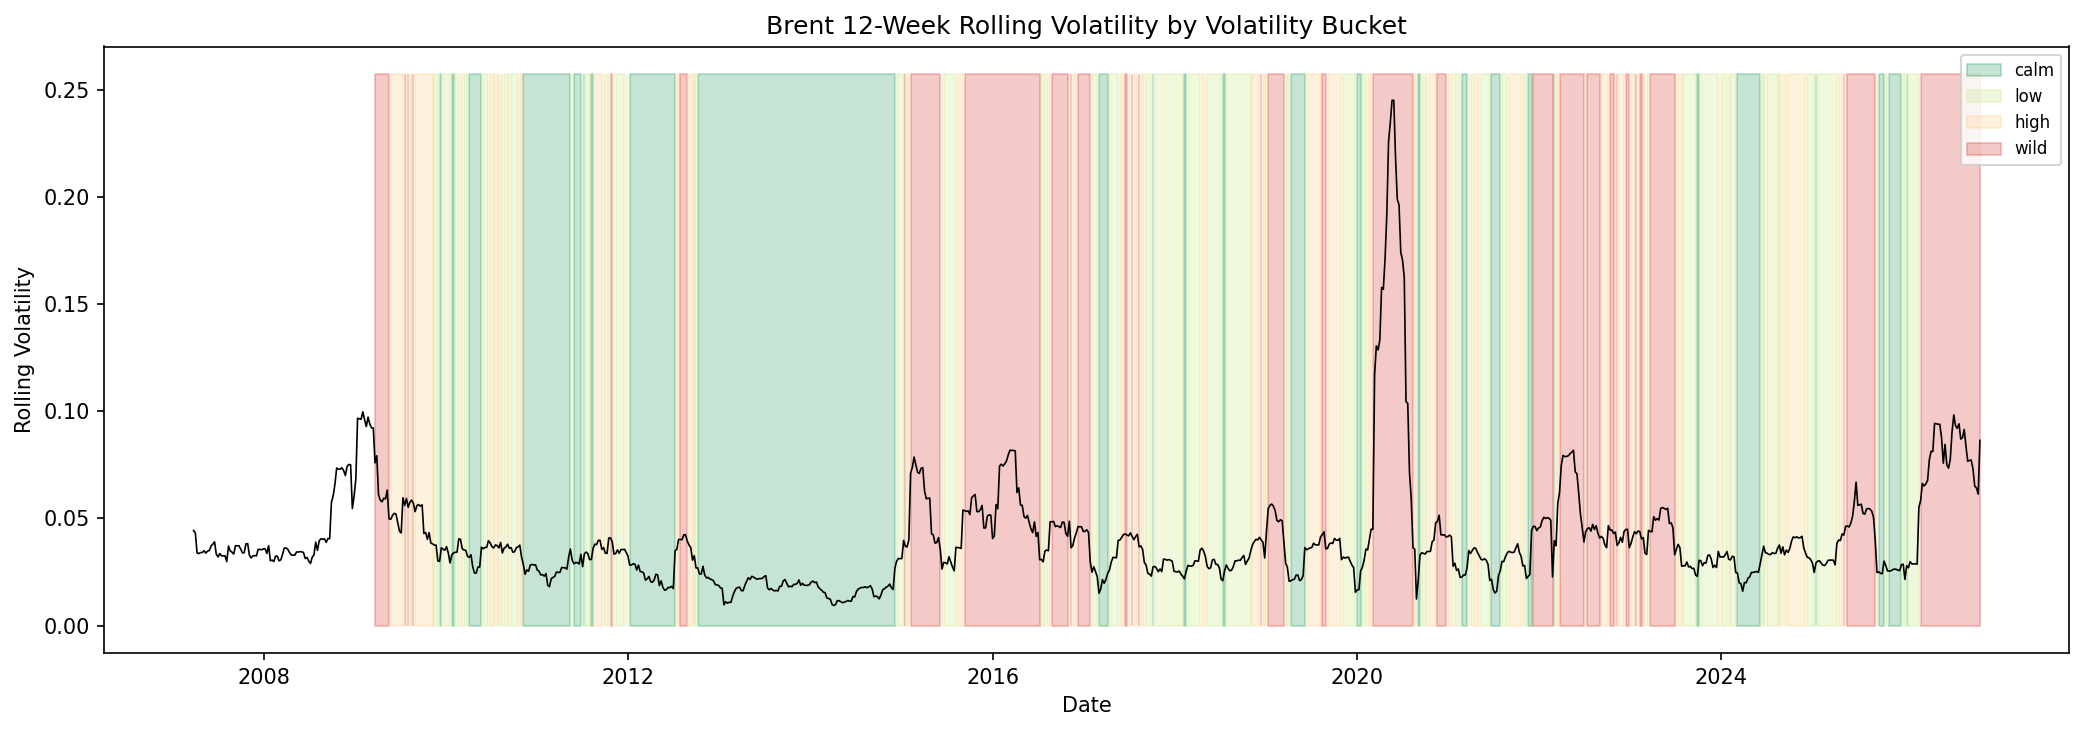 Brent 12-Week Rolling Volatility by Volatility Bucket
calm
low
high
wild
0.25
0.20
0.15
0.10
0.05
0.00
Rolling Volatility
2008
2012
2016
2020
2024
Date